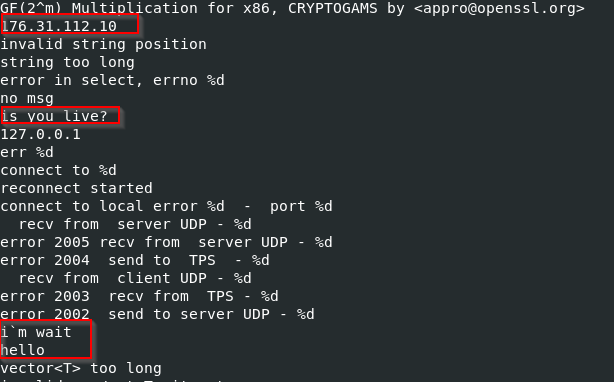 GF(2^m) Multiplication for x86, CRYPTOGAMS by <appro@openssl.org>
176.31.112.10
invalid string position
string too long
error in select, errno %d
no msg
is you live?
127.0.0.1
err %d
connect to %d
reconnect started
connect to local error %d  -  port %d
  recv from  server UDP - %d
error 2005 recv from  server UDP - %d
error 2004  send to  TPS  - %d
  recv from  client UDP - %d
error 2003  recv from  TPS - %d
error 2002  send to server UDP - %d
i`m wait
hello
vector<T> too long